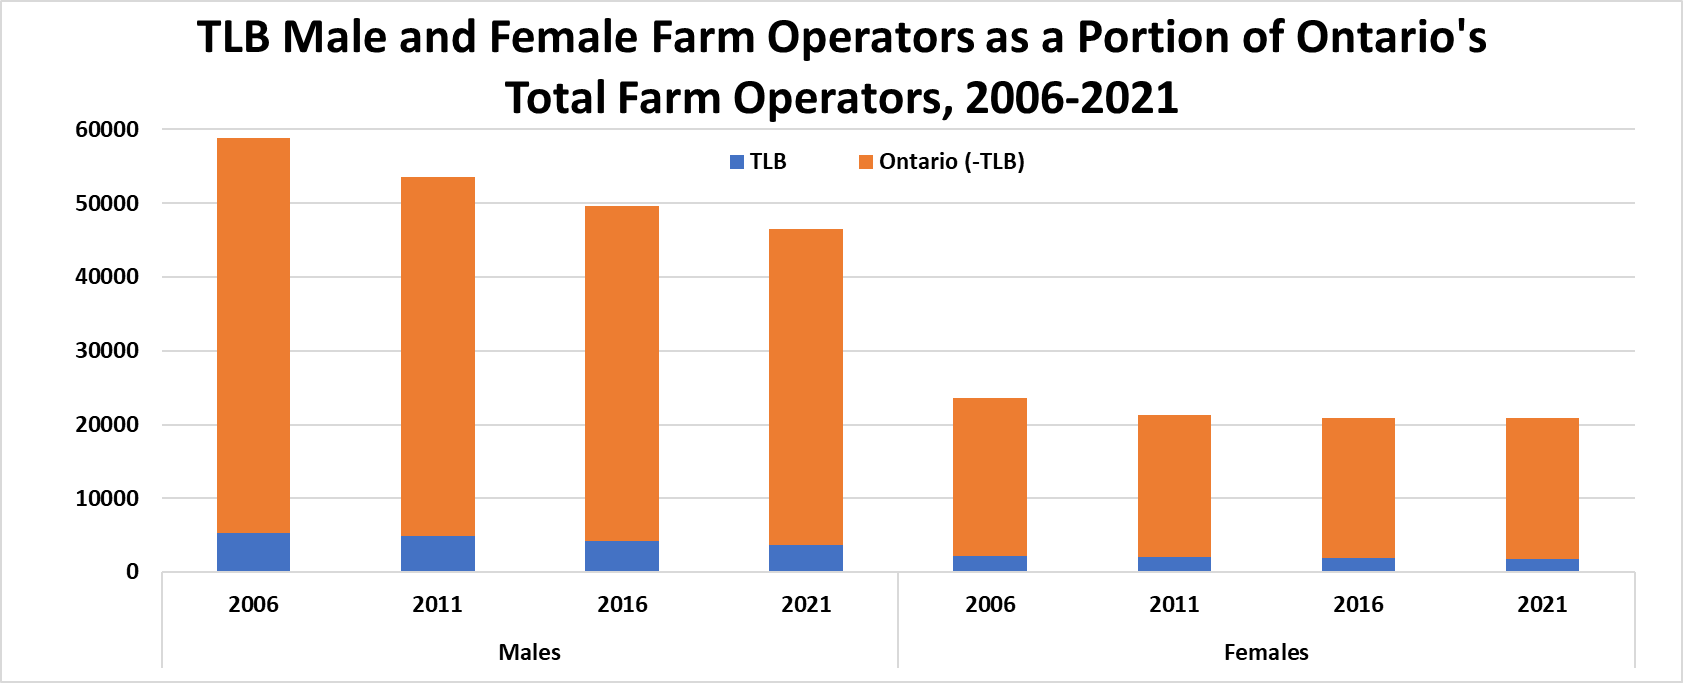 TLB Male and Female Farm Operators as a Portion of Ontario's
Total Farm Operators, 2006-2021
60000
50000
40000
30000
20000
10000
0
TLB
Ontario (-TLB)
2006
2011
2016
2021
2006
2011
2016
2021
Males
Females